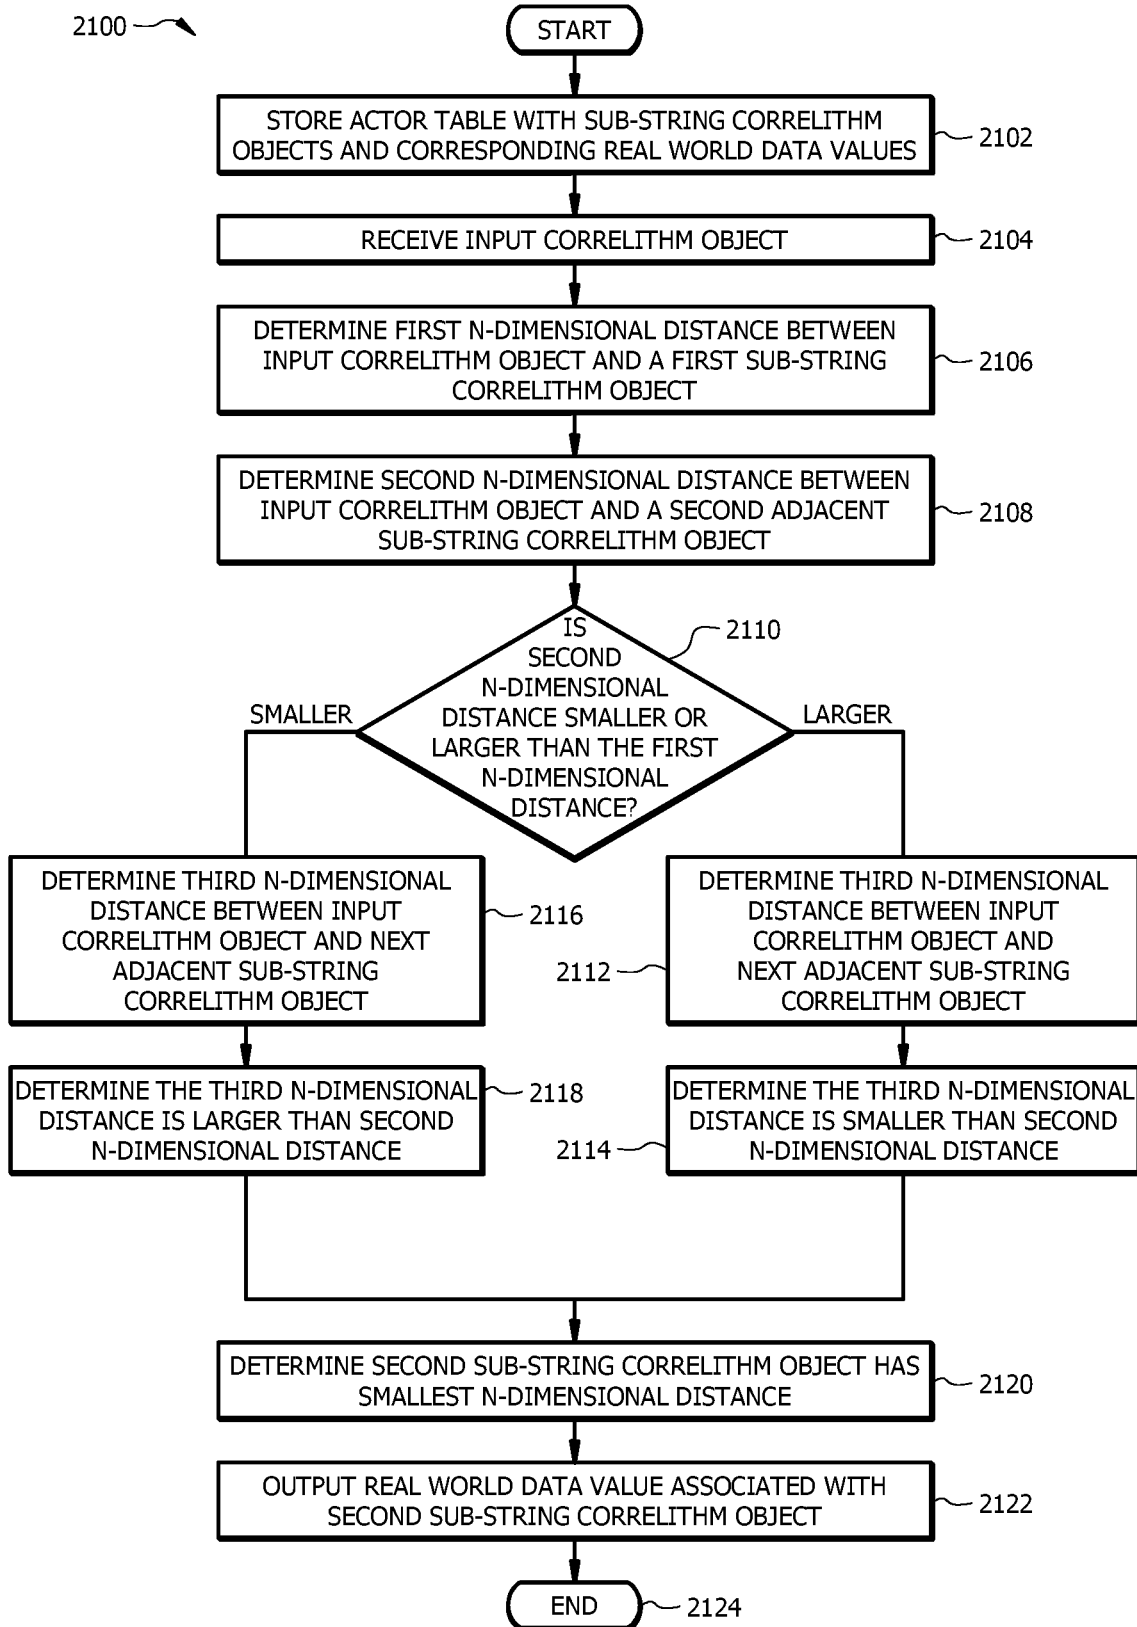 2100
START
STORE ACTOR TABLE WITH SUB-STRING CORRELITHM
OBJECTS AND CORRESPONDING REAL WORLD DATA VALUES
2102
RECEIVE INPUT CORRELITHM OBJECT
2104
DETERMINE FIRST N-DIMENSIONAL DISTANCE BETWEEN
INPUT CORRELITHM OBJECT AND A FIRST SUB-STRING
CORRELITHM OBJECT
2106
DETERMINE SECOND N-DIMENSIONAL DISTANCE BETWEEN
INPUT CORRELITHM OBJECT AND A SECOND ADJACENT
SUB-STRING CORRELITHM OBJECT
2108
IS
SECOND
N-DIMENSIONAL
DISTANCE SMALLER OR
LARGER THAN THE FIRST
N-DIMENSIONAL
DISTANCE?
2110
SMALLER
LARGER
DETERMINE THIRD N-DIMENSIONAL
DISTANCE BETWEEN INPUT
CORRELITHM OBJECT AND NEXT
ADJACENT SUB-STRING
CORRELITHM OBJECT
2116
DETERMINE THIRD N-DIMENSIONAL
DISTANCE BETWEEN INPUT
CORRELITHM OBJECT AND
NEXT ADJACENT SUB-STRING
CORRELITHM OBJECT
2112
DETERMINE THE THIRD N-DIMENSIONAL
DISTANCE IS LARGER THAN SECOND
N-DIMENSIONAL DISTANCE
2118
DETERMINE THE THIRD N-DIMENSIONAL
DISTANCE IS SMALLER THAN SECOND
N-DIMENSIONAL DISTANCE
2114
DETERMINE SECOND SUB-STRING CORRELITHM OBJECT HAS
SMALLEST N-DIMENSIONAL DISTANCE
2120
OUTPUT REAL WORLD DATA VALUE ASSOCIATED WITH
SECOND SUB-STRING CORRELITHM OBJECT
2122
END
2124